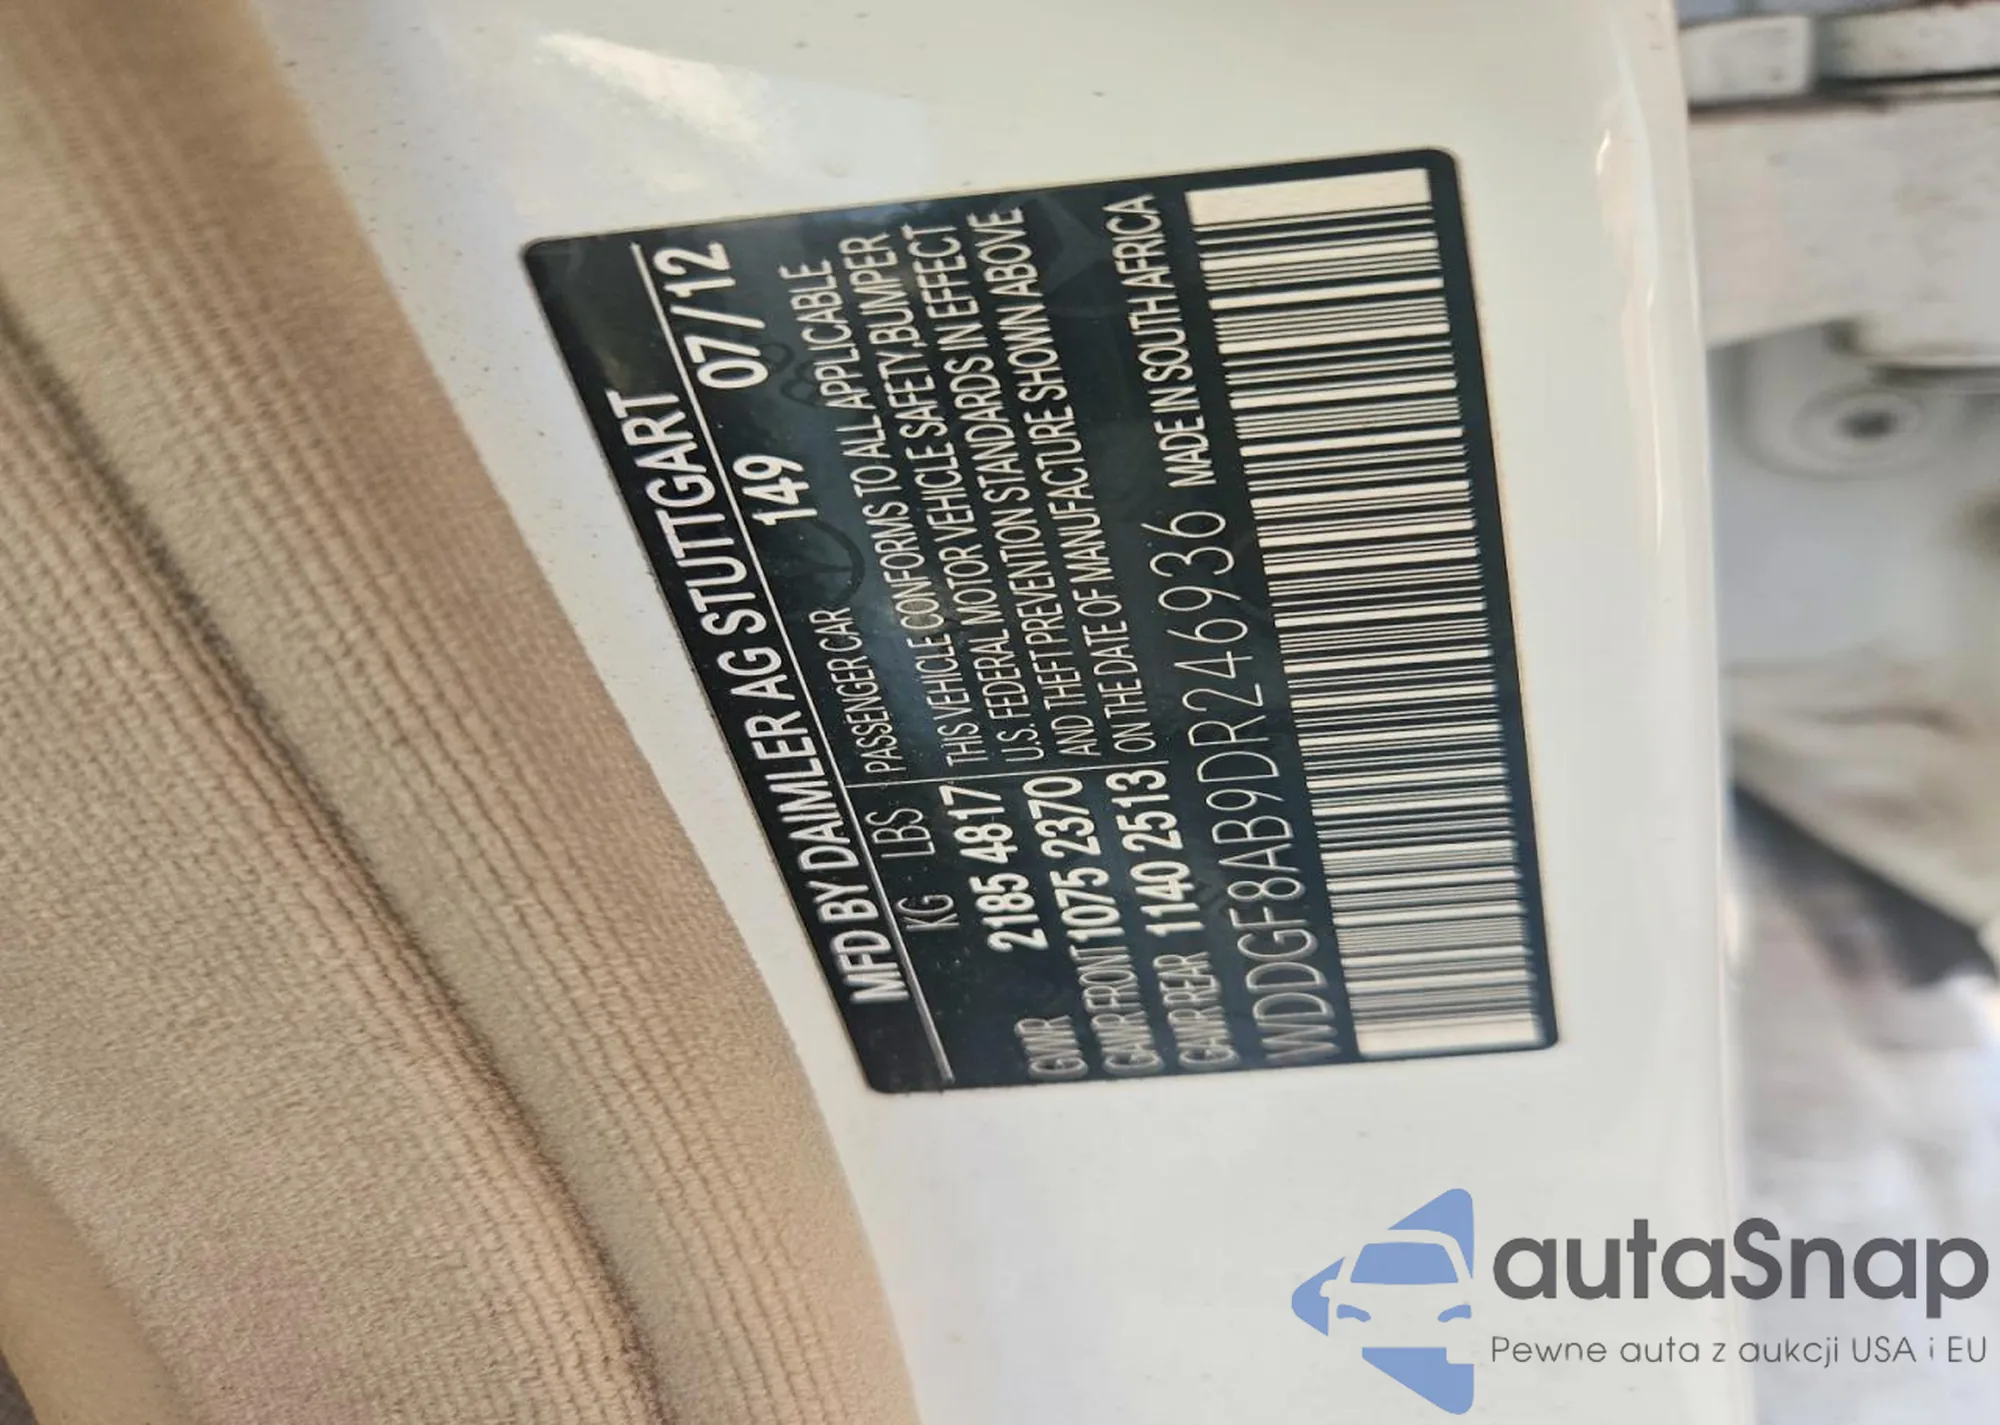 MFD BY DAIMLER AG STUTTGART
149 07/12
KG LBS PASSENGER CAR
GVWR 2185 4817
GAWR FRONT 1075 2370
GAWR REAR 1140 2513
THIS VEHICLE CONFORMS TO ALL APPLICABLE
U.S. FEDERAL MOTOR VEHICLE SAFETY, BUMPER
AND THEFT PREVENTION STANDARDS IN EFFECT
ON THE DATE OF MANUFACTURE SHOWN ABOVE
WDDGF8AB9DR246936 MADE IN SOUTH AFRICA
autaSnap
Pewne auta z aukcji USA i EU